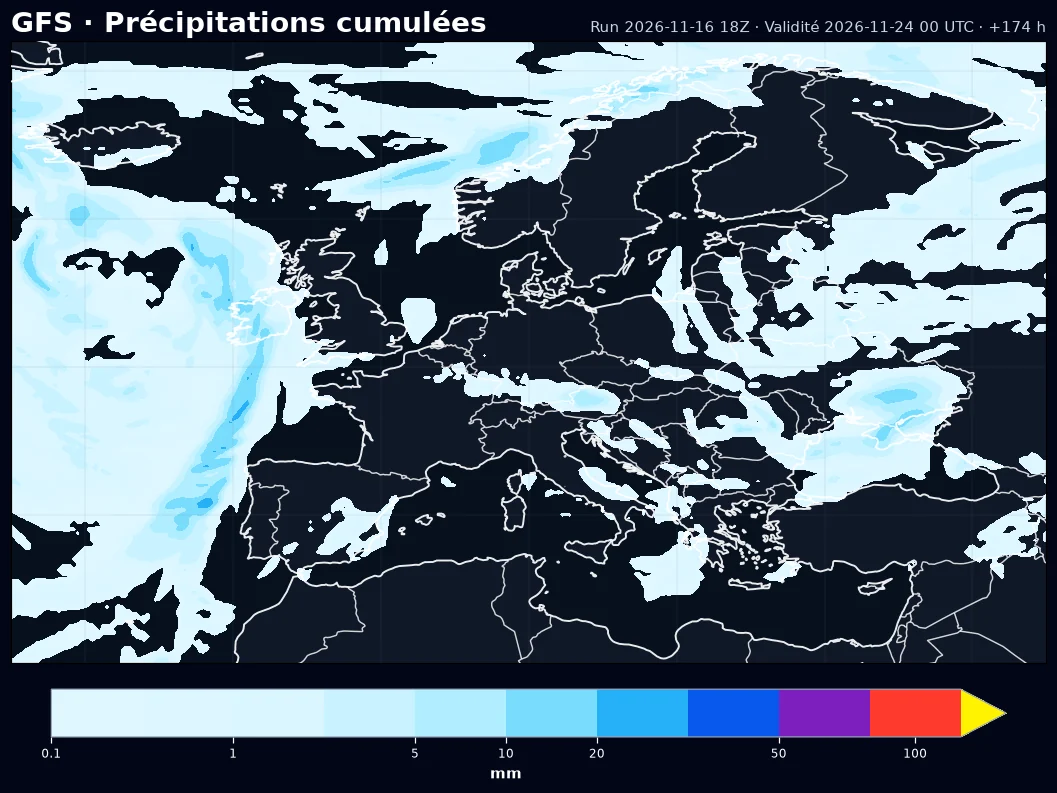 GFS · Précipitations cumulées
Run 2026-11-16 18Z · Validité 2026-11-24 00 UTC · +174 h
0.1 1 5 10 20 50 100
mm